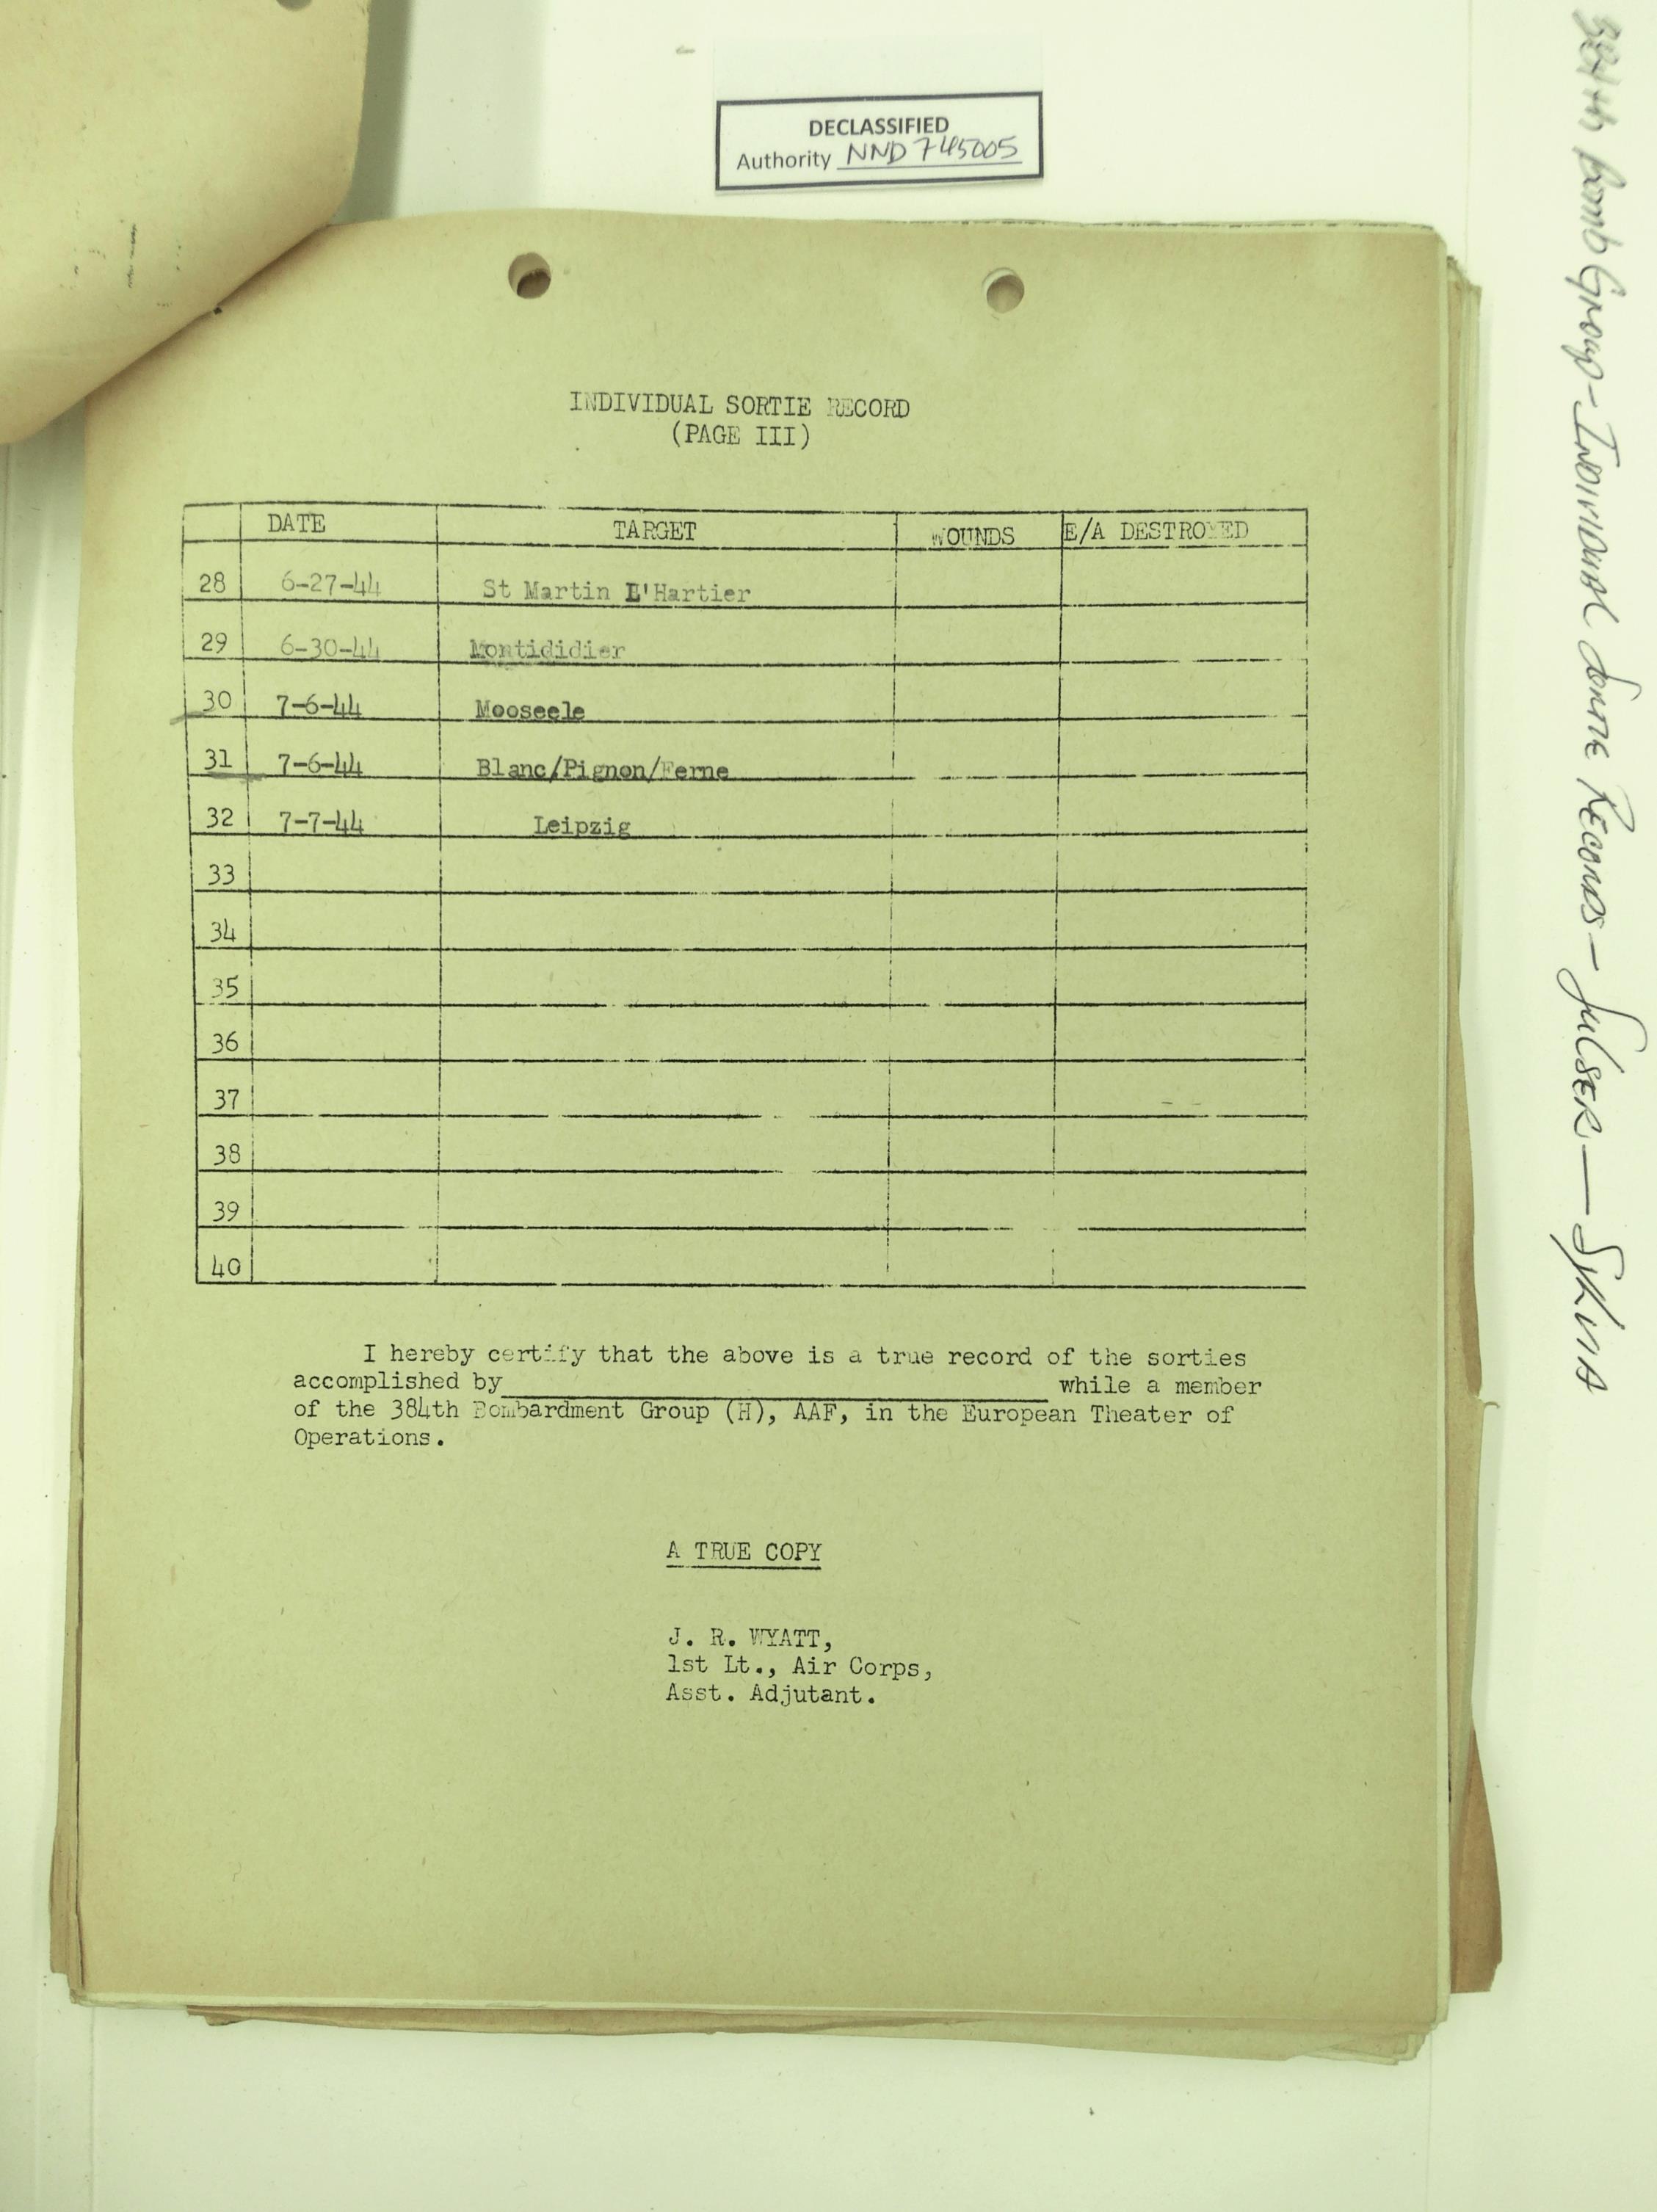 DECLASSIFIED
Authority NND 745005
384th Bomb Group - Individual Sortie Records - Sulser - Sylvia
INDIVIDUAL SORTIE RECORD
(PAGE III)
DATE TARGET WOUNDS E/A DESTROYED
28 6-27-44 St Martin L'Hartier
29 6-30-44 Montididier
30 7-6-44 Mooseele
31 7-6-44 Blanc/Pignon/Ferne
32 7-7-44 Leipzig
33
34
35
36
37
38
39
40
I hereby certify that the above is a true record of the sorties
accomplished by while a member
of the 384th Bombardment Group (H), AAF, in the European Theater of
Operations.
A TRUE COPY
J. R. WYATT,
1st Lt., Air Corps,
Asst. Adjutant.